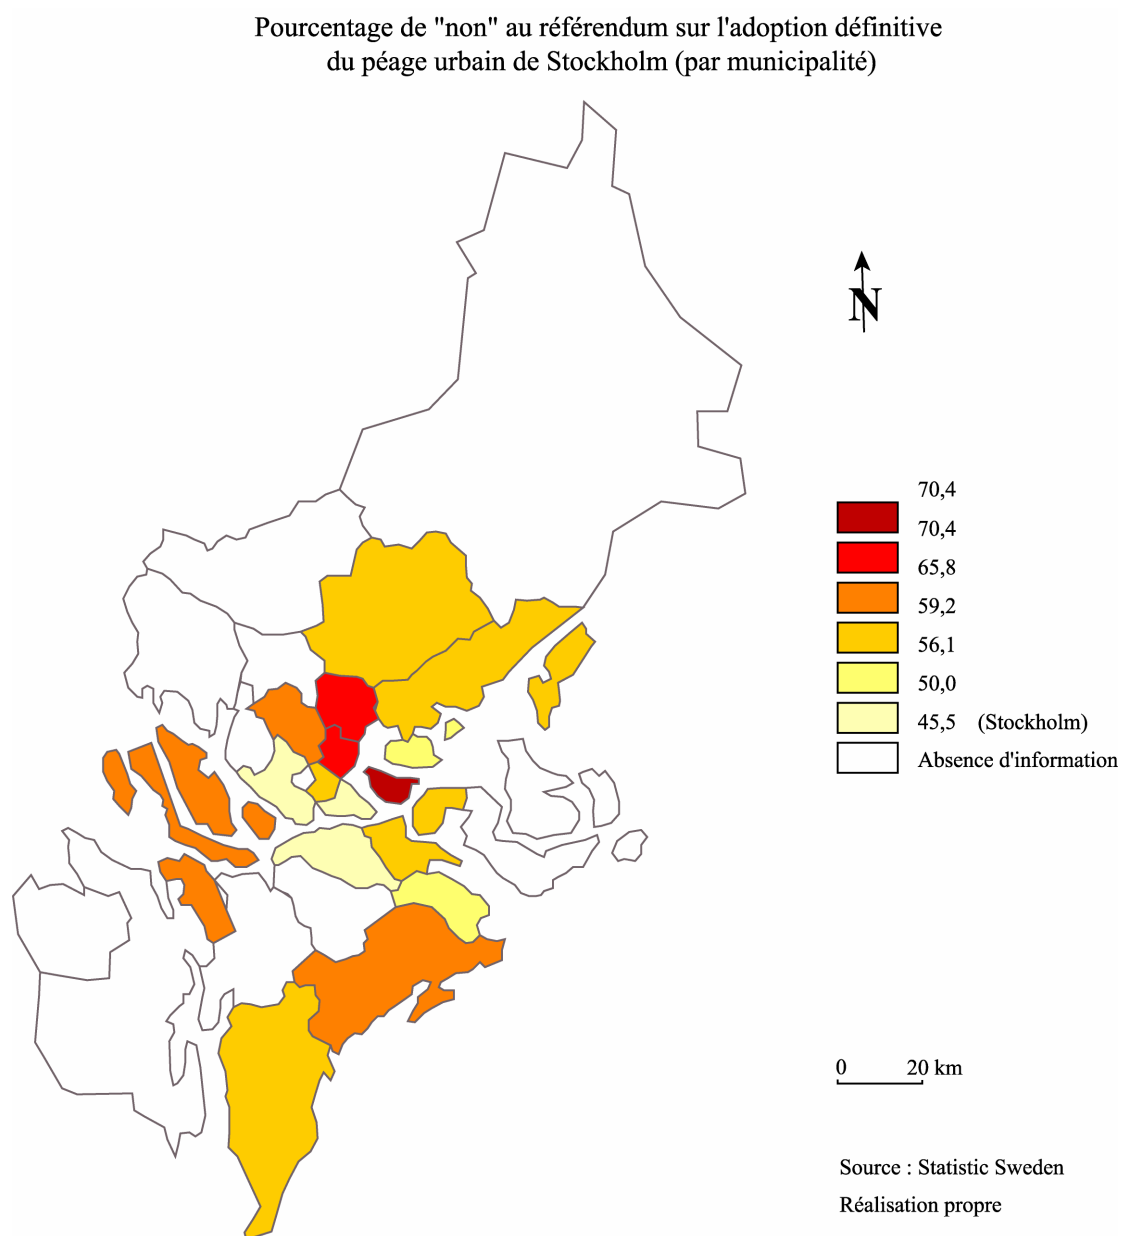 Pourcentage de "non" au référendum sur l'adoption définitive
du péage urbain de Stockholm (par municipalité)
N
70,4
70,4
65,8
59,2
56,1
50,0
45,5 (Stockholm)
Absence d'information
0 20 km
Source : Statistic Sweden
Réalisation propre